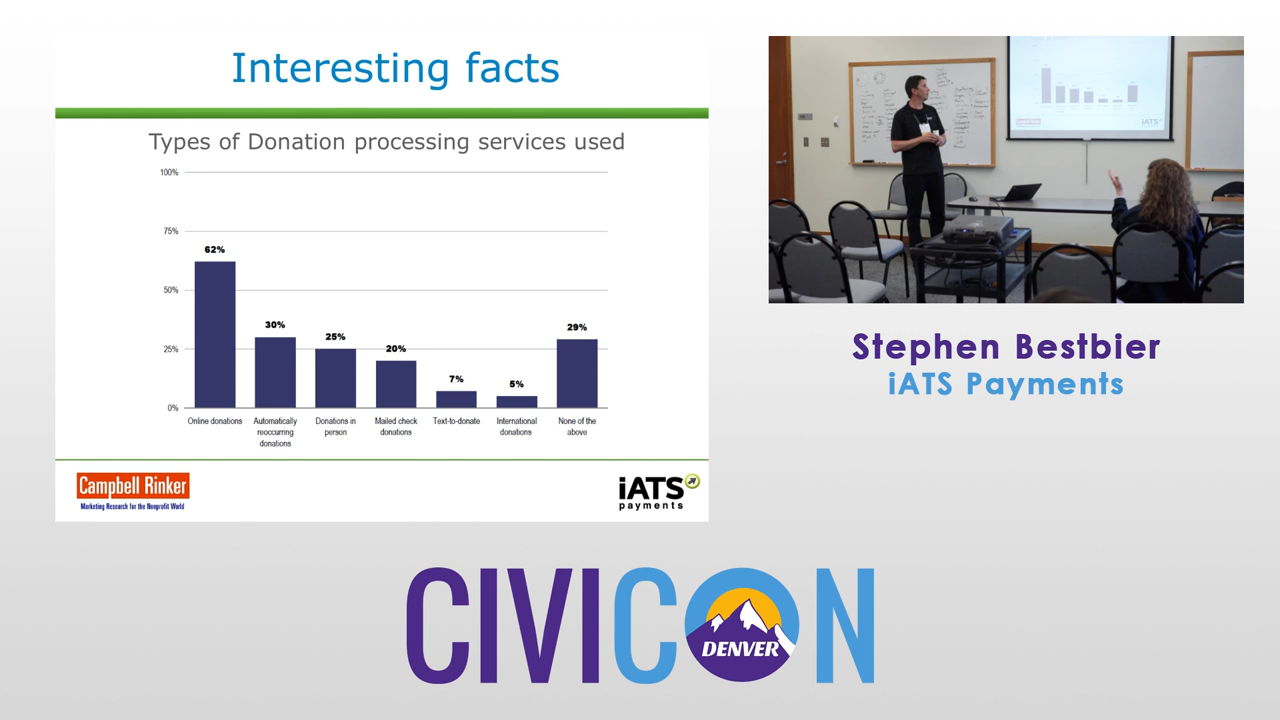 Interesting facts
Types of Donation processing services used
100%
75%
50%
25%
0%
62%
30%
25%
20%
7%
5%
29%
Online donations
Automatically
reoccurring
donations
Donations in
person
Mailed check
donations
Text-to-donate
International
donations
None of the
above
Campbell Rinker
Marketing Research for the Nonprofit World
iATS
payments
Stephen Bestbier
iATS Payments
CIVICON
DENVER